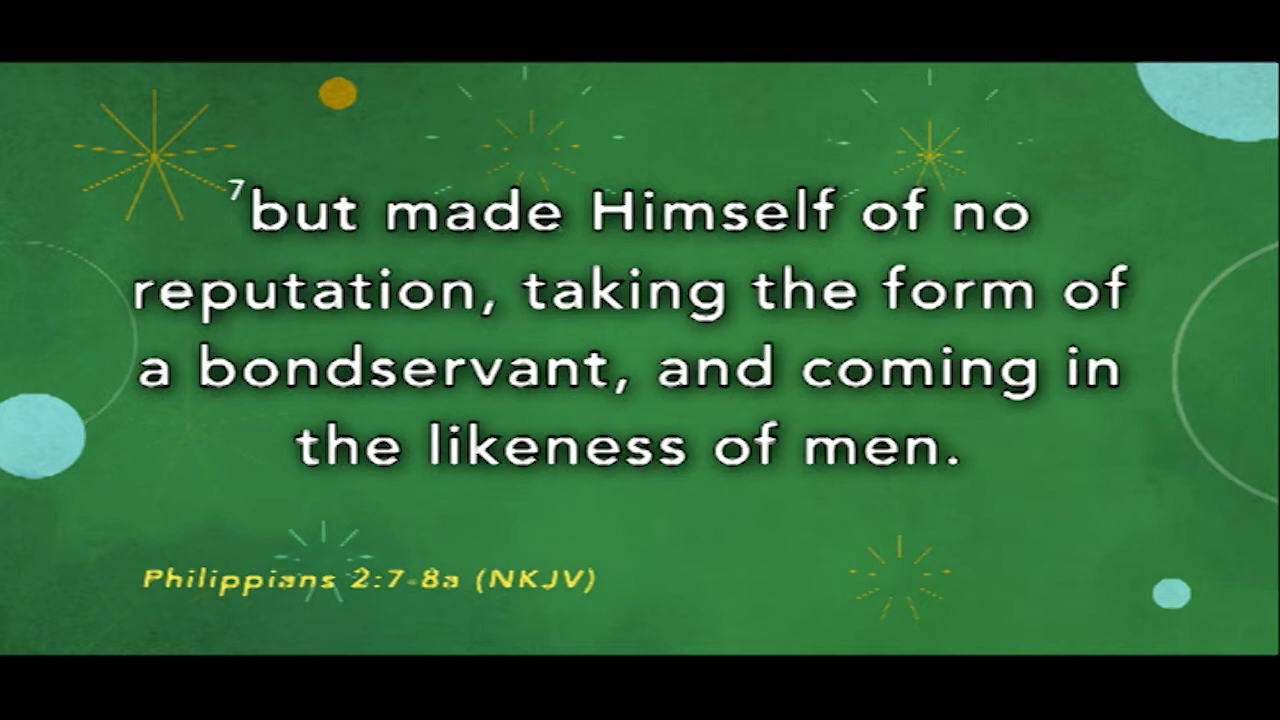 7but made Himself of no
reputation, taking the form of
a bondservant, and coming in
the likeness of men.
Philippians 2:7-8a (NKJV)